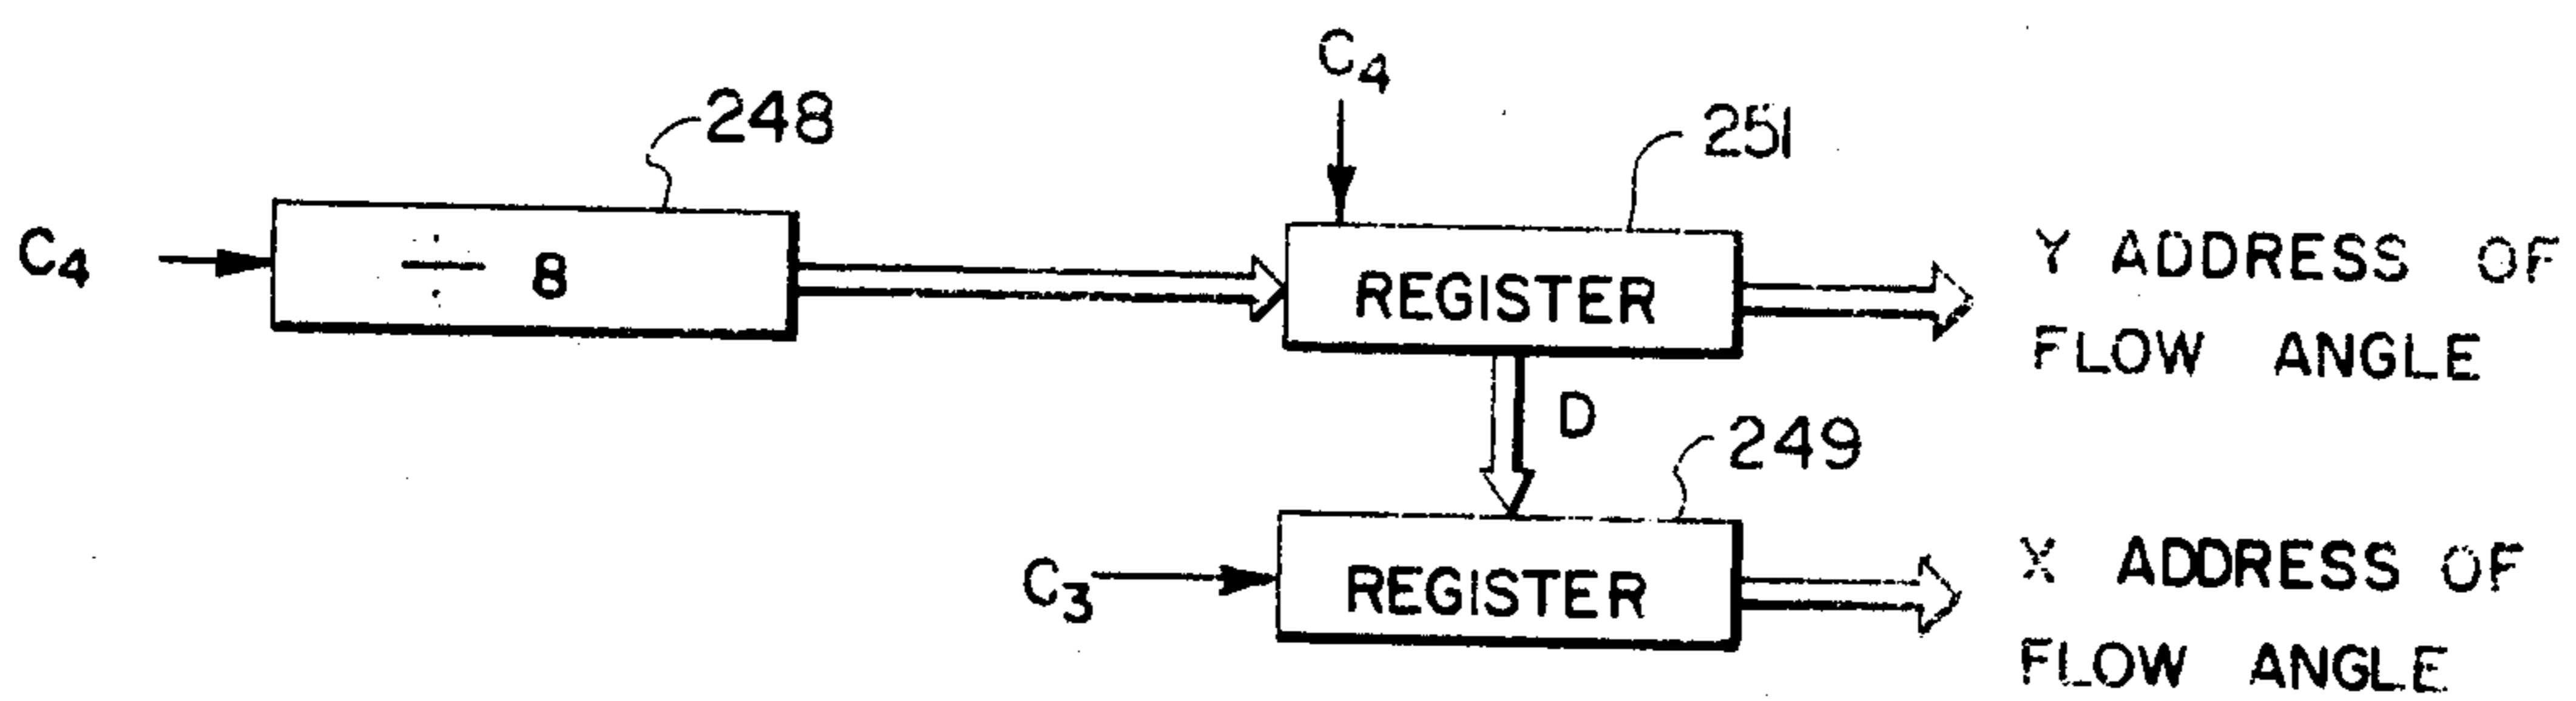 C4
248
251
C4
÷ 8
REGISTER
Y ADDRESS OF
FLOW ANGLE
D
249
C3
REGISTER
X ADDRESS OF
FLOW ANGLE